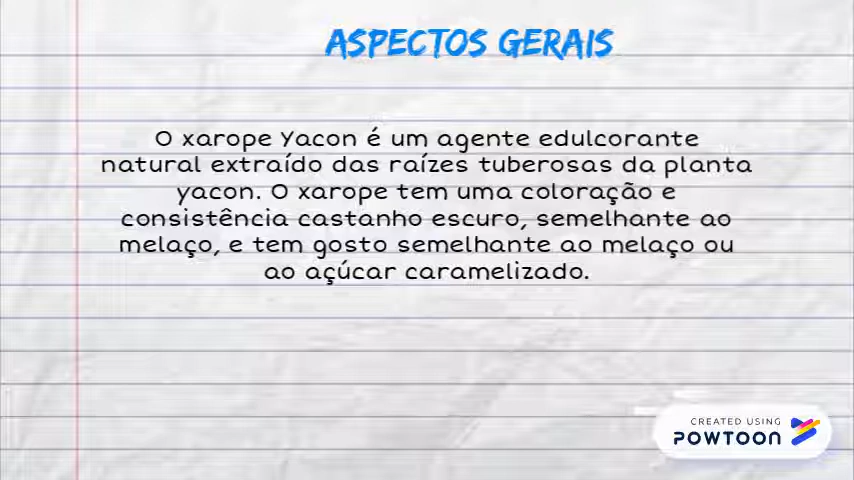 ASPECTOS GERAIS
O xarope Yacon é um agente edulcorante
natural extraído das raízes tuberosas da planta
yacon. O xarope tem uma coloração e
consistência castanho escuro, semelhante ao
melaço, e tem gosto semelhante ao melaço ou
ao açúcar caramelizado.
CREATED USING
POWTOON